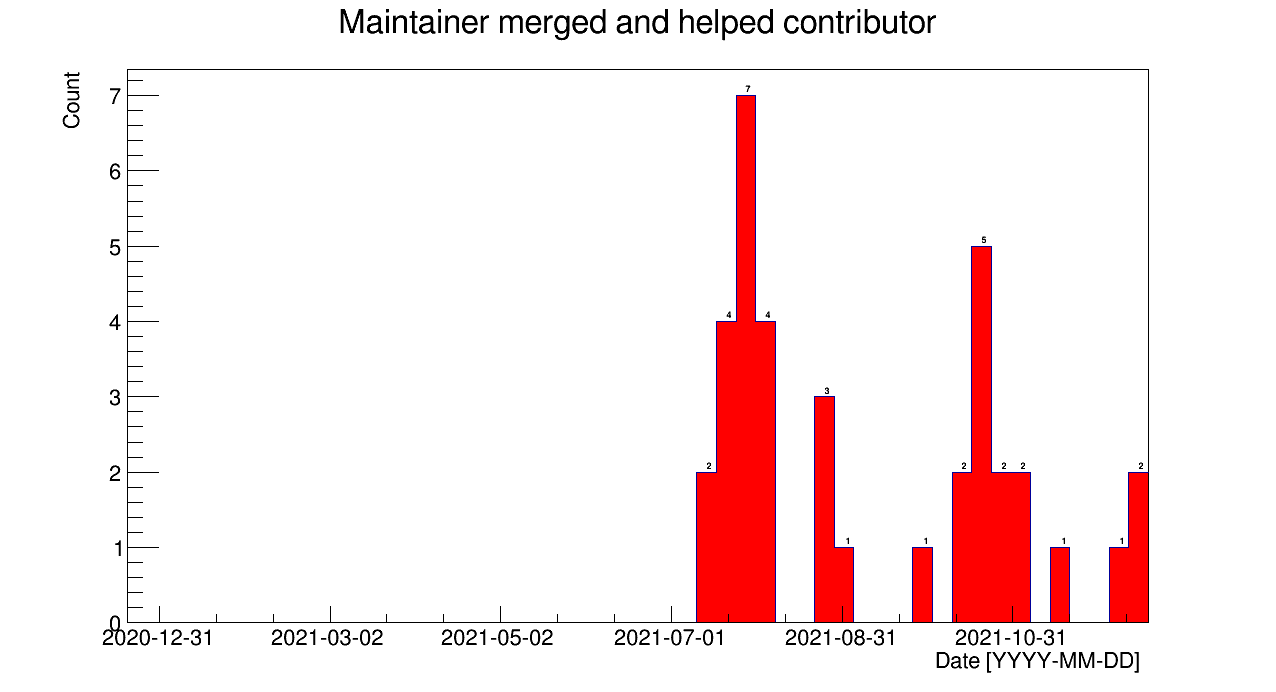 Maintainer merged and helped contributor
Count
7
6
5
4
3
2
1
0
7
5
4 4
3
2 2 2 2 2
1 1 1 1
2020-12-31 2021-03-02 2021-05-02 2021-07-01 2021-08-31 2021-10-31
Date [YYYY-MM-DD]